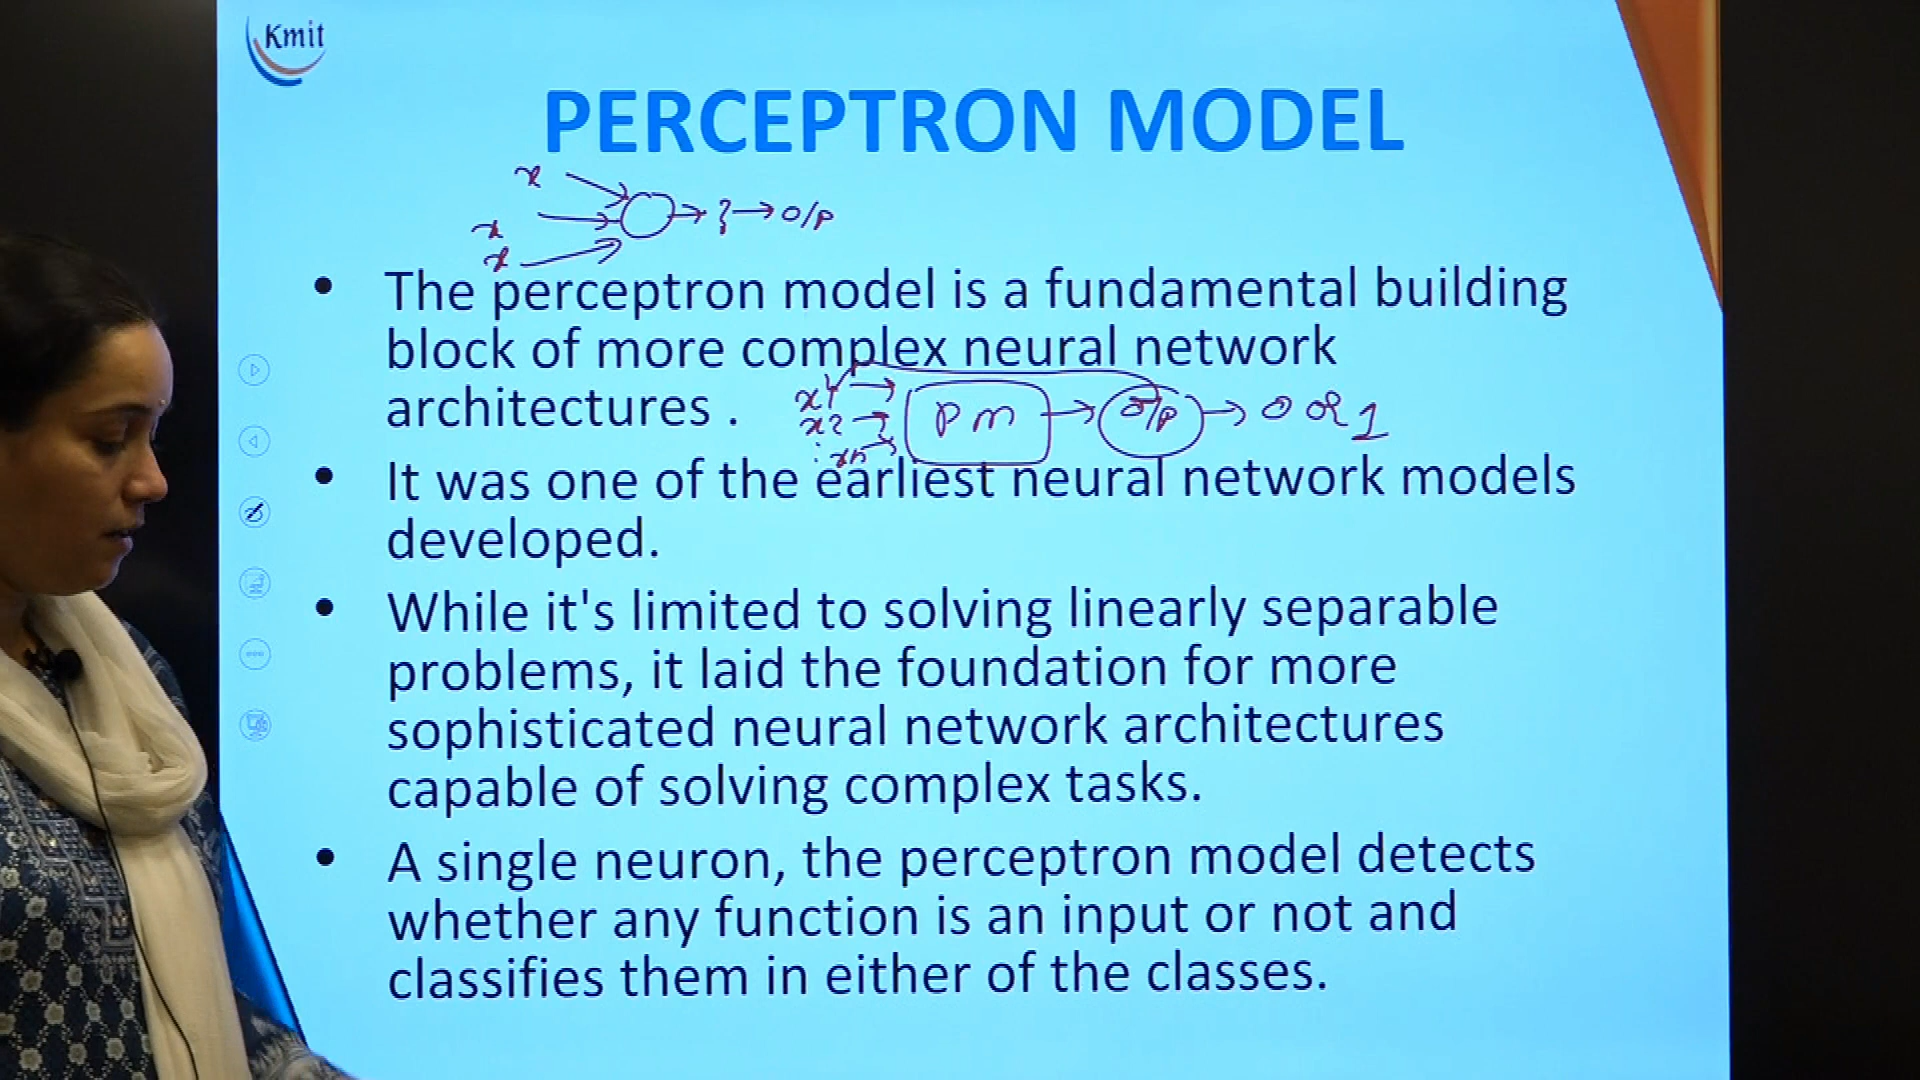 Kmit
PERCEPTRON MODEL
x
x
x
→ } → O/P
• The perceptron model is a fundamental building
block of more complex neural network
architectures .
x1 →
x2 →
: xn →
PM → O/P → 0 OR 1
• It was one of the earliest neural network models
developed.
• While it's limited to solving linearly separable
problems, it laid the foundation for more
sophisticated neural network architectures
capable of solving complex tasks.
• A single neuron, the perceptron model detects
whether any function is an input or not and
classifies them in either of the classes.